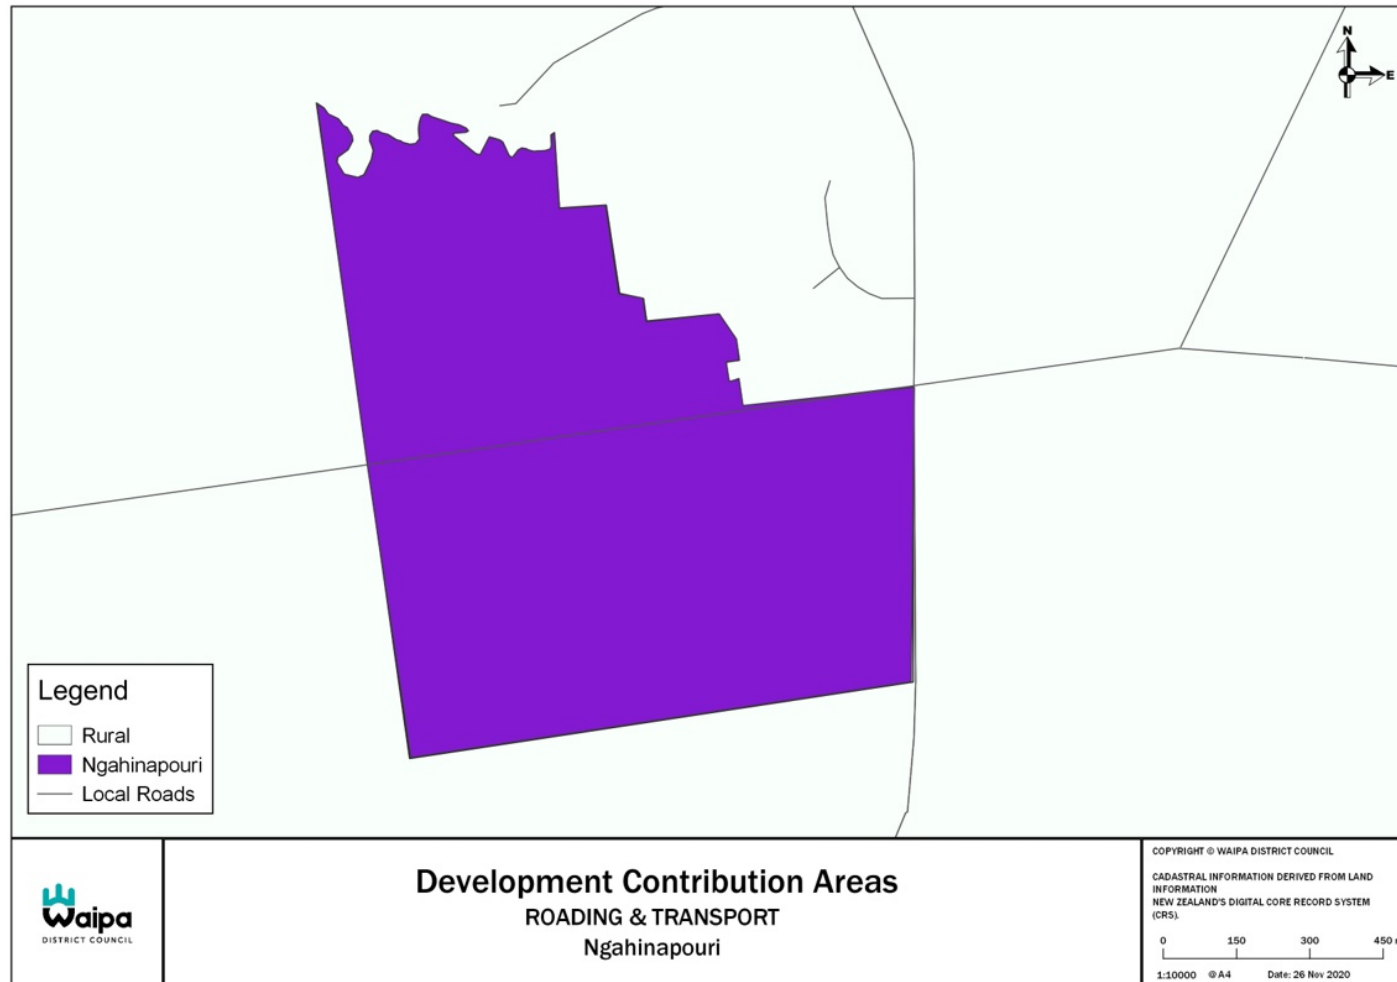 N
E
Legend
Rural
Ngahinapouri
Local Roads
Waipa
DISTRICT COUNCIL
Development Contribution Areas
ROADING & TRANSPORT
Ngahinapouri
COPYRIGHT © WAIPA DISTRICT COUNCIL
CADASTRAL INFORMATION DERIVED FROM LAND
INFORMATION
NEW ZEALAND'S DIGITAL CORE RECORD SYSTEM
(CRS).
0 150 300 450
1:10000 @ A4 Date: 26 Nov 2020